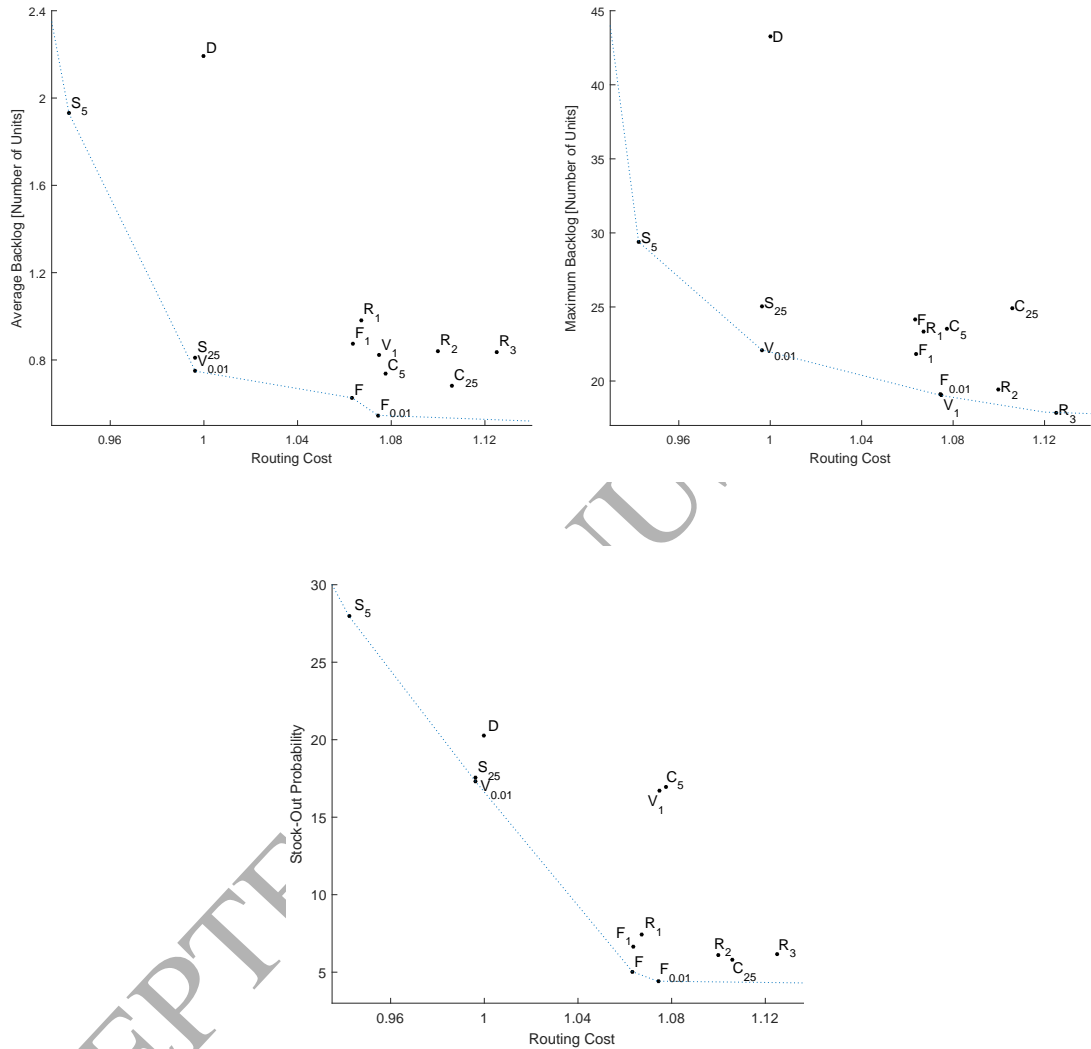 2.4
2
1.6
1.2
0.8
Average Backlog [Number of Units]
D
S5
S25
V0.01
R1
F1
V1
C5
R2
R3
C25
F
F0.01
0.96
1
1.04
1.08
1.12
Routing Cost
45
40
35
30
25
20
Maximum Backlog [Number of Units]
D
S5
S25
V0.01
C25
F
R1
C5
F1
F0.01
V1
R2
R3
0.96
1
1.04
1.08
1.12
Routing Cost
30
25
20
15
10
5
Stock-Out Probability
S5
D
S25
V0.01
C5
V1
F1
R1
F
F0.01
R2
C25
R3
0.96
1
1.04
1.08
1.12
Routing Cost
EPTE